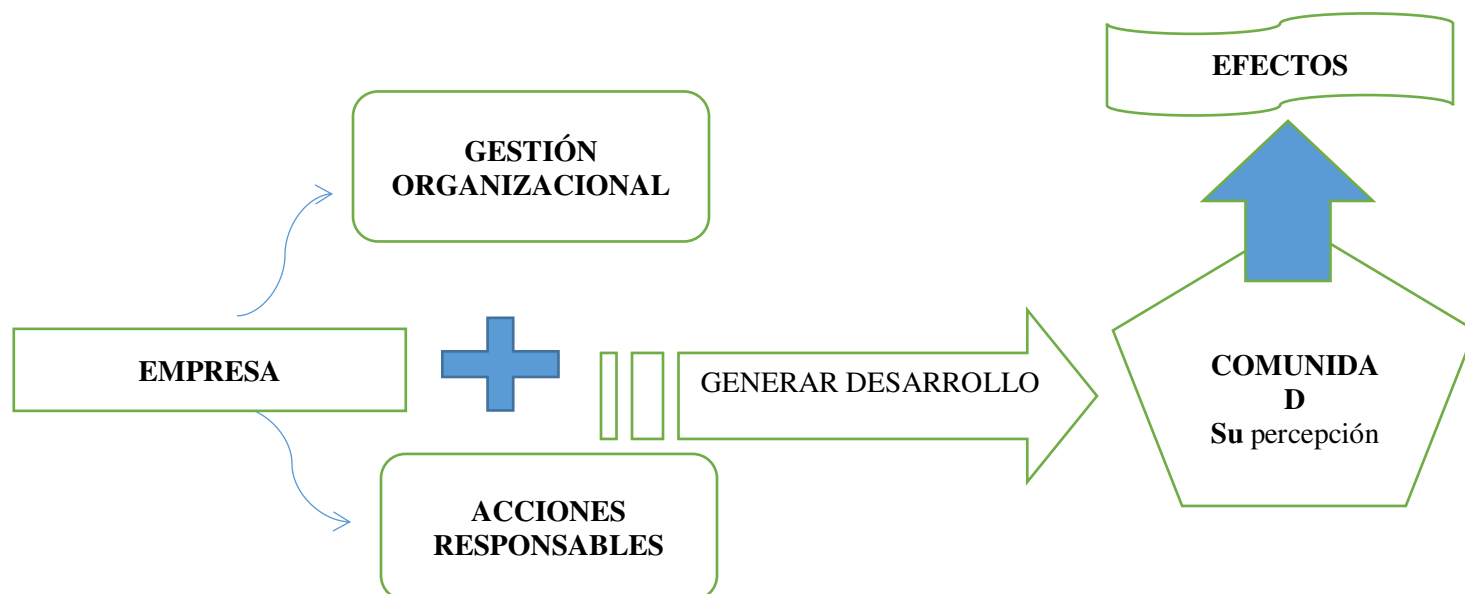 EFECTOS
GESTIÓN
ORGANIZACIONAL
EMPRESA
GENERAR DESARROLLO
COMUNIDA
D
Su percepción
ACCIONES
RESPONSABLES